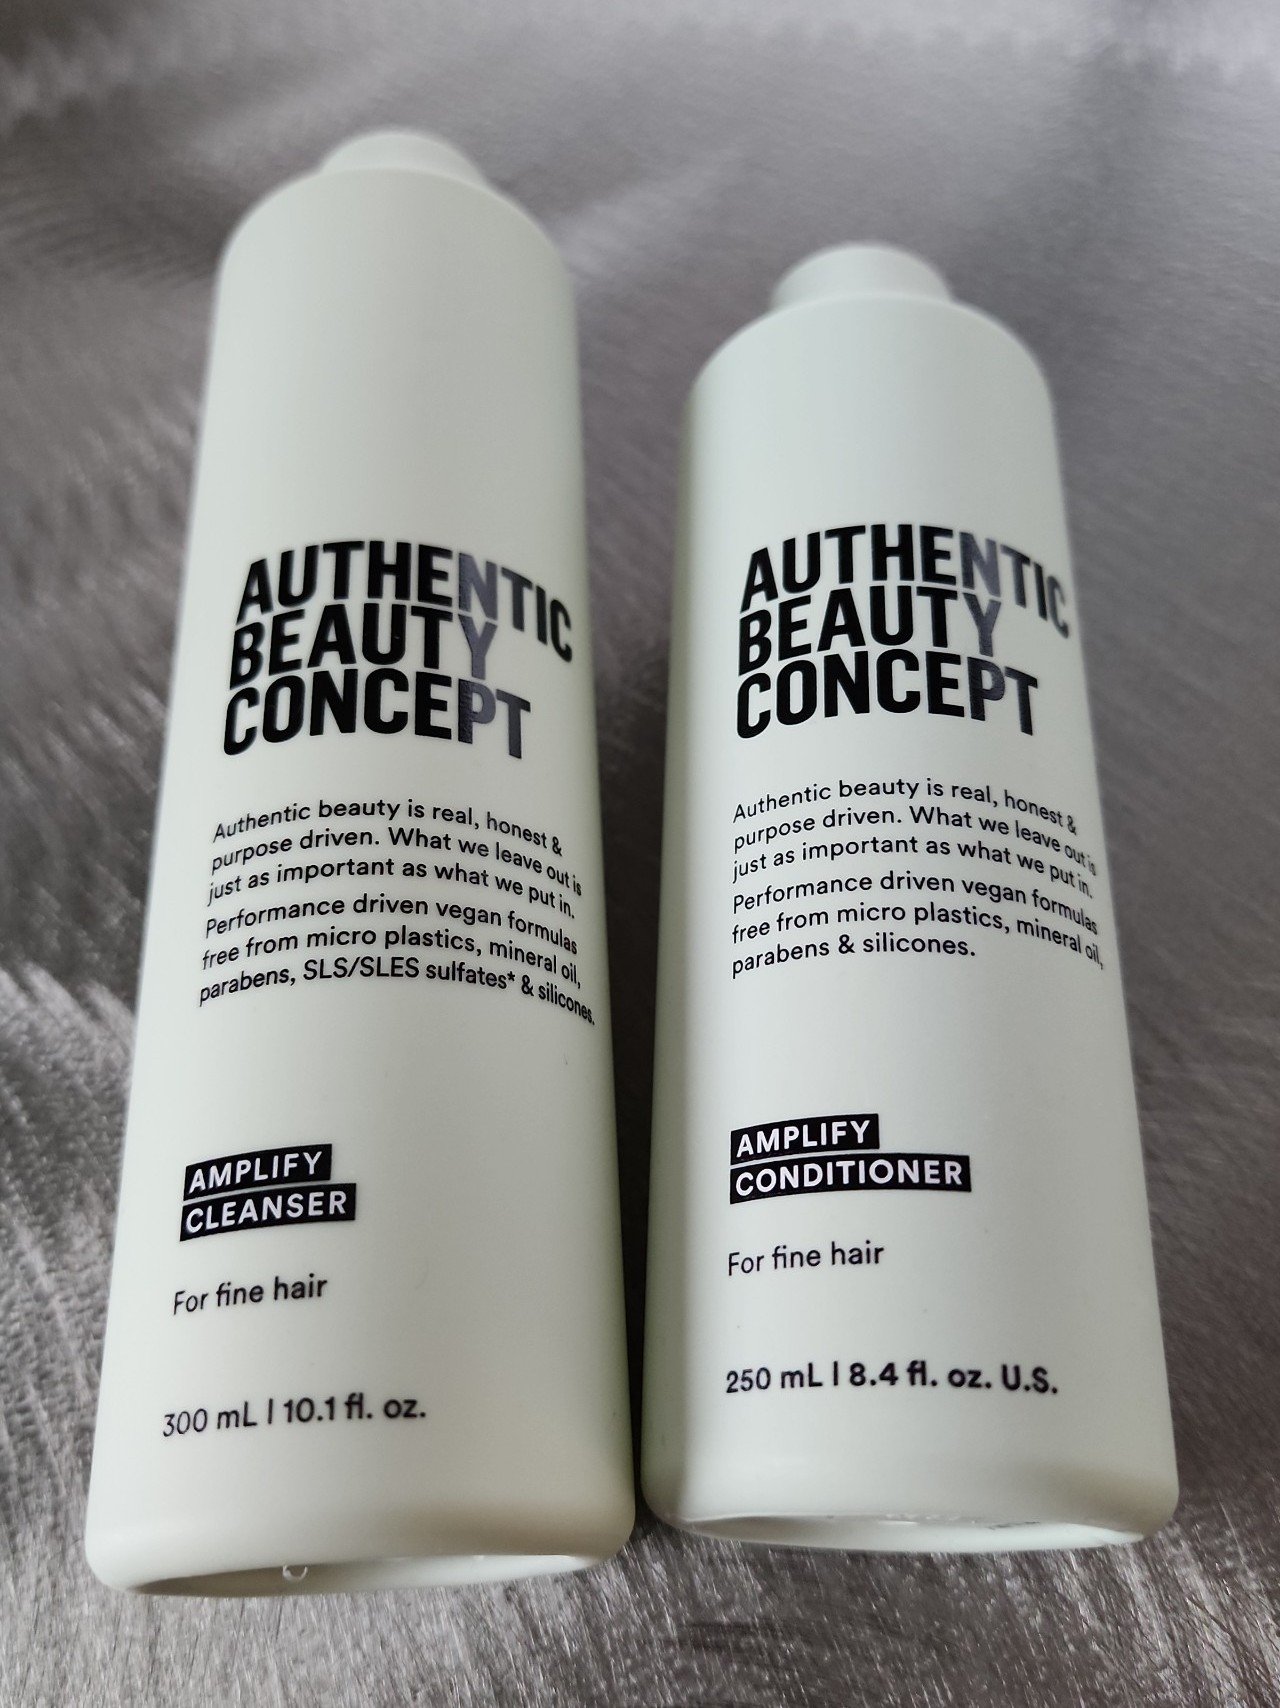 AUTHENTIC
BEAUTY
CONCEPT
Authentic beauty is real, honest &
purpose driven. What we leave out is
just as important as what we put in.
Performance driven vegan formulas
free from micro plastics, mineral oil,
parabens, SLS/SLES sulfates* & silicones.
AMPLIFY
CLEANSER
For fine hair
300 mL | 10.1 fl. oz.
AUTHENTIC
BEAUTY
CONCEPT
Authentic beauty is real, honest &
purpose driven. What we leave out is
just as important as what we put in.
Performance driven vegan formulas
free from micro plastics, mineral oil,
parabens & silicones.
AMPLIFY
CONDITIONER
For fine hair
250 mL | 8.4 fl. oz. U.S.